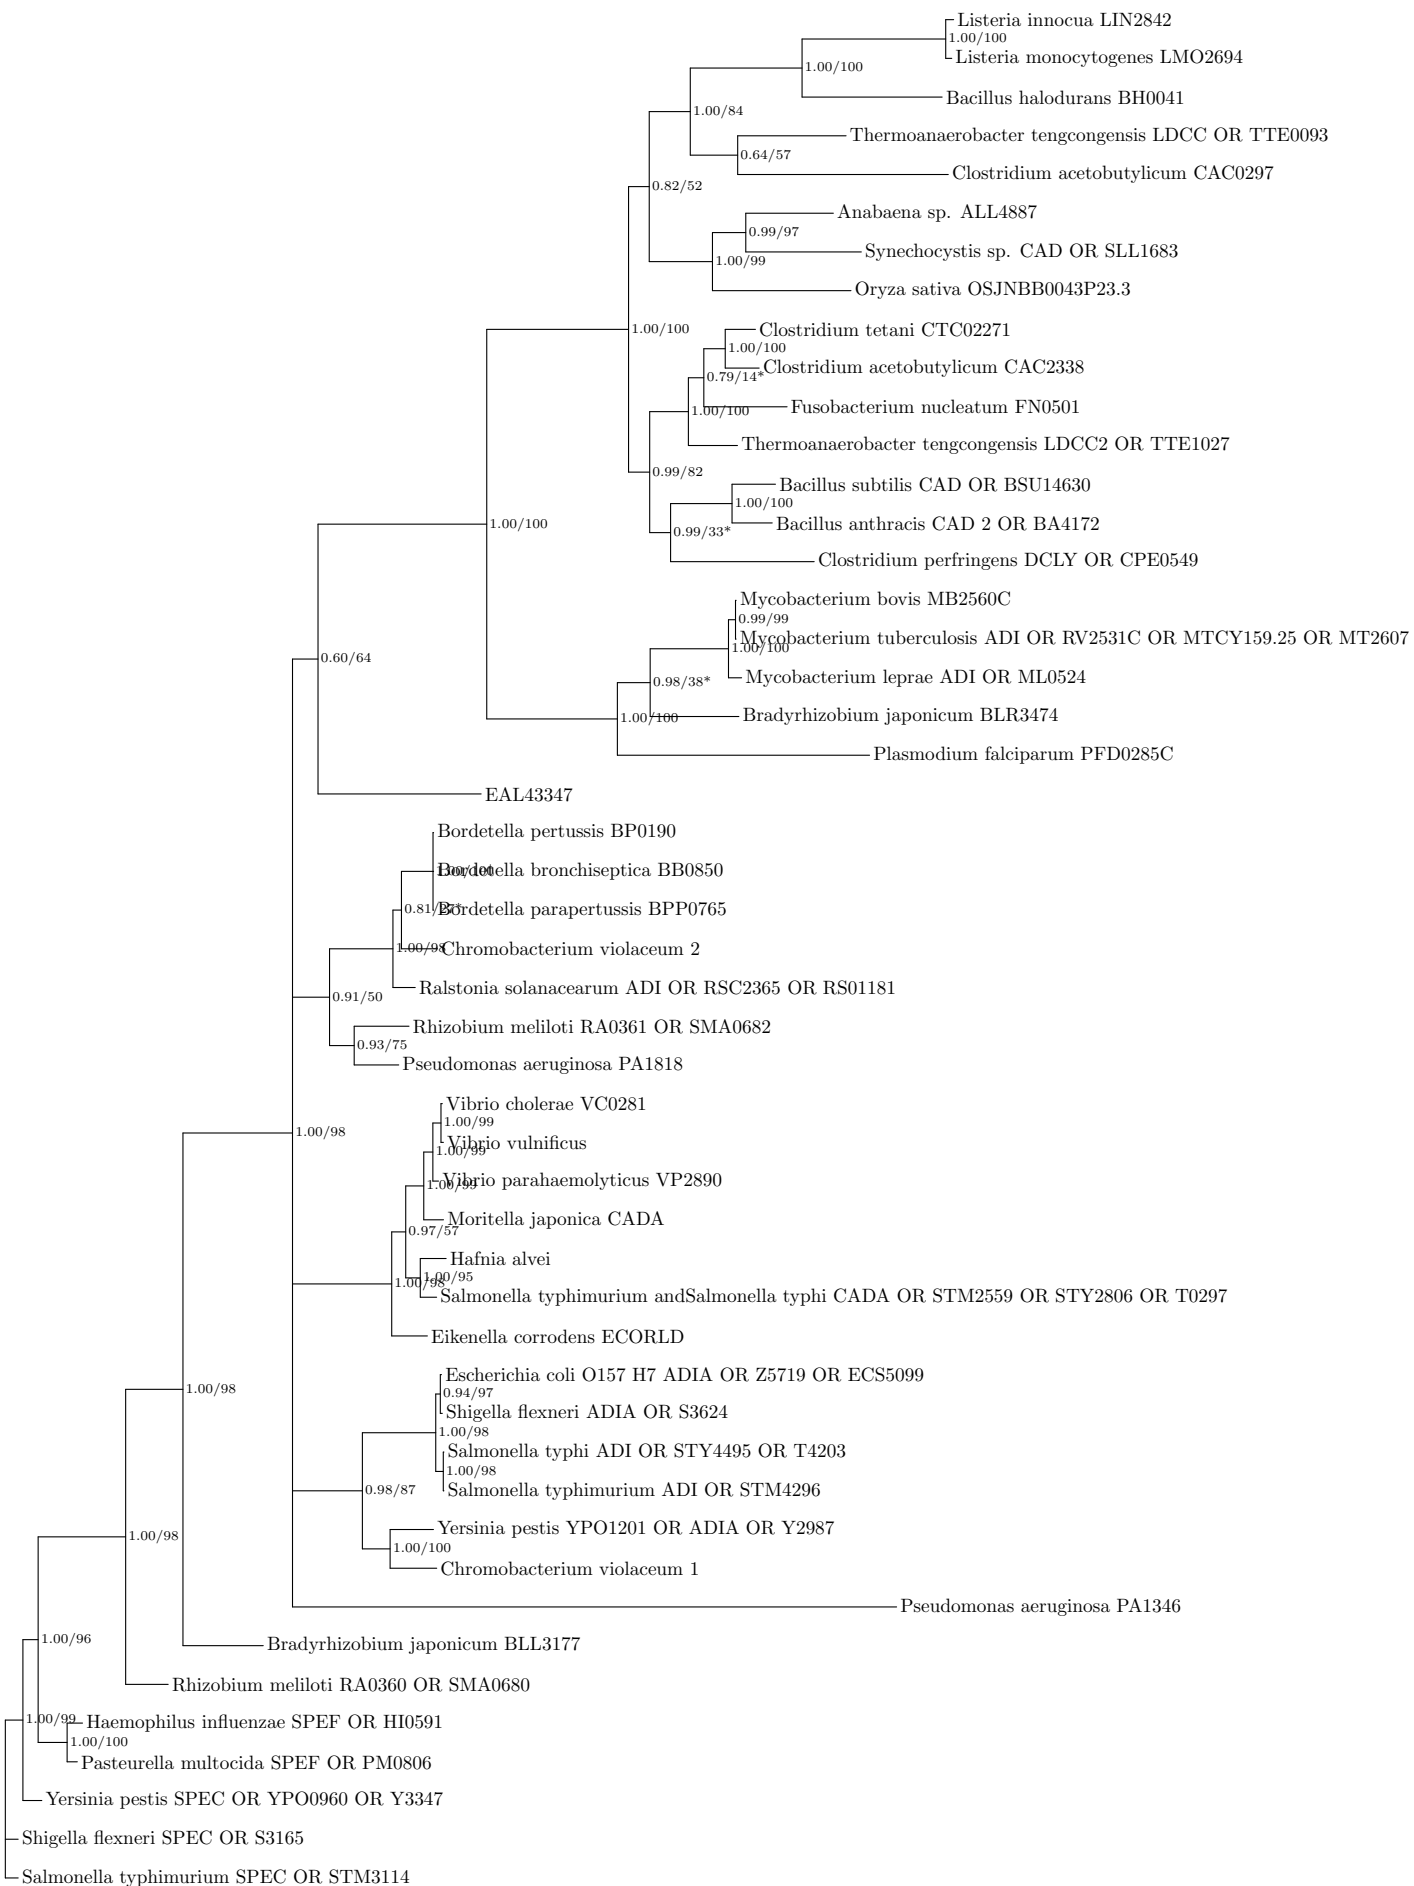 Listeria innocua LIN2842
1.00/100
Listeria monocytogenes LMO2694
1.00/100
Bacillus halodurans BH0041
1.00/84
Thermoanaerobacter tengcongensis LDCC OR TTE0093
0.64/57
Clostridium acetobutylicum CAC0297
0.82/52
Anabaena sp. ALL4887
0.99/97
Synechocystis sp. CAD OR SLL1683
1.00/99
Oryza sativa OSJNBB0043P23.3
1.00/100
Clostridium tetani CTC02271
1.00/100
Clostridium acetobutylicum CAC2338
0.79/14*
Fusobacterium nucleatum FN0501
1.00/100
Thermoanaerobacter tengcongensis LDCC2 OR TTE1027
0.99/82
Bacillus subtilis CAD OR BSU14630
1.00/100
Bacillus anthracis CAD 2 OR BA4172
1.00/100
0.99/33*
Clostridium perfringens DCLY OR CPE0549
Mycobacterium bovis MB2560C
0.99/99
Mycobacterium tuberculosis ADI OR RV2531C OR MTCY159.25 OR MT2607
1.00/100
0.60/64
Mycobacterium leprae ADI OR ML0524
0.98/38*
Bradyrhizobium japonicum BLR3474
1.00/100
Plasmodium falciparum PFD0285C
EAL43347
Bordetella pertussis BP0190
Bordetella bronchiseptica BB0850
Bordetella parapertussis BPP0765
1.00/98
Chromobacterium violaceum 2
Ralstonia solanacearum ADI OR RSC2365 OR RS01181
0.91/50
Rhizobium meliloti RA0361 OR SMA0682
0.93/75
Pseudomonas aeruginosa PA1818
Vibrio cholerae VC0281
1.00/99
1.00/98
Vibrio vulnificus
1.00/99
Vibrio parahaemolyticus VP2890
1.00/99
Moritella japonica CADA
0.97/57
Hafnia alvei
1.00/95
1.00/98
Salmonella typhimurium andSalmonella typhi CADA OR STM2559 OR STY2806 OR T0297
Eikenella corrodens ECORLD
Escherichia coli O157 H7 ADIA OR Z5719 OR ECS5099
1.00/98
0.94/97
Shigella flexneri ADIA OR S3624
1.00/98
Salmonella typhi ADI OR STY4495 OR T4203
1.00/98
0.98/87
Salmonella typhimurium ADI OR STM4296
Yersinia pestis YPO1201 OR ADIA OR Y2987
1.00/98
1.00/100
Chromobacterium violaceum 1
Pseudomonas aeruginosa PA1346
1.00/96
Bradyrhizobium japonicum BLL3177
Rhizobium meliloti RA0360 OR SMA0680
1.00/99
Haemophilus influenzae SPEF OR HI0591
1.00/100
Pasteurella multocida SPEF OR PM0806
Yersinia pestis SPEC OR YPO0960 OR Y3347
Shigella flexneri SPEC OR S3165
Salmonella typhimurium SPEC OR STM3114